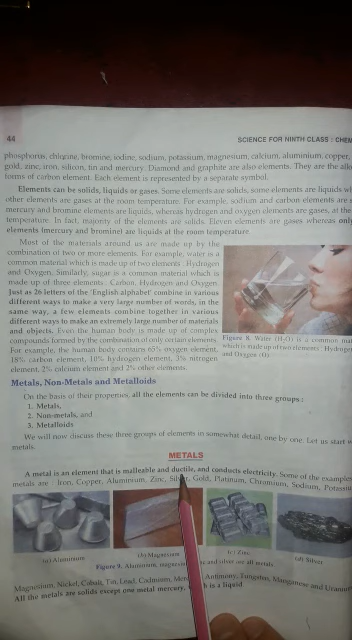 44
SCIENCE FOR NINTH CLASS : CHEM
phosphorus, chlorine, bromine, iodine, sodium, potassium, magnesium, calcium, aluminium, copper,
gold, zinc, iron, silicon, tin and mercury. Diamond and graphite are also elements. They are the
forms of carbon element. Each element is represented by a separate symbol.
Elements can be solids, liquids or gases. Some elements are solids, some elements are liquids
other elements are gases at the room temperature. For example, sodium and carbon elements are
mercury and bromine elements are liquids, whereas hydrogen and oxygen elements are gases, at the
temperature. In fact, majority of the elements are solids. Eleven elements are gases whereas only
elements (mercury and bromine) are liquids at the room temperature.
Most of the materials around us are made up by the
combination of two or more elements. For example, water is a
common material which is made up of two elements : Hydrogen
and Oxygen. Similarly, sugar is a common material which is
made up of three elements : Carbon, Hydrogen and Oxygen.
Just as 26 letters of the 'English alphabet' combine in various
different ways to make a very large number of words, in the
same way, a few elements combine together in various
different ways to make an extremely large number of materials
and objects. Even the human body is made up of complex
compounds formed by the combination of only certain elements.
For example, the human body contains 65% oxygen element,
18% carbon element, 10% hydrogen element, 3% nitrogen
element, 2% calcium element and 2% other elements.
Figure 8. Water (H₂O) is a common
which is made up of two elements : Hydrogen
and Oxygen (O)
Metals, Non-Metals and Metalloids
On the basis of their properties, all the elements can be divided into three groups :
1. Metals,
2. Non-metals, and
3. Metalloids
We will now discuss these three groups of elements in somewhat detail, one by one. Let us start
metals.
METALS
A metal is an element that is malleable and ductile, and conducts electricity. Some of the examples
metals are : Iron, Copper, Aluminium, Zinc, Silver, Gold, Platinum, Chromium, Sodium,
(a) Aluminium
(b) Magnesium
(c) Zinc
(d) Silver
Figure 9. Aluminium, magnesium, and silver are all metals.
Magnesium, Nickel, Cobalt, Tin, Lead, Cadmium, Antimony, Tungsten, Manganese and
All the metals are solids except one metal mercury, is a liquid